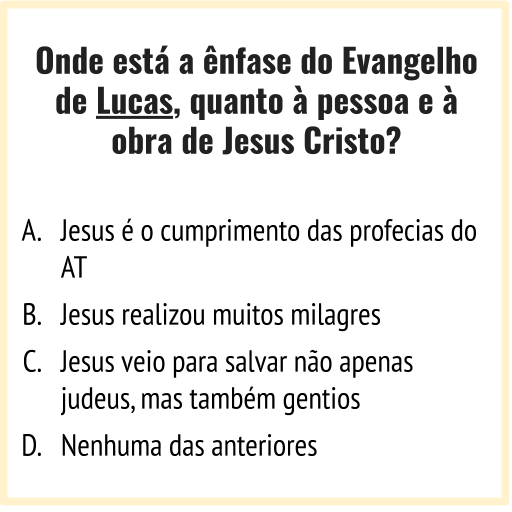 Onde está a ênfase do Evangelho
de Lucas, quanto à pessoa e à
obra de Jesus Cristo?
A. Jesus é o cumprimento das profecias do
AT
B. Jesus realizou muitos milagres
C. Jesus veio para salvar não apenas
judeus, mas também gentios
D. Nenhuma das anteriores